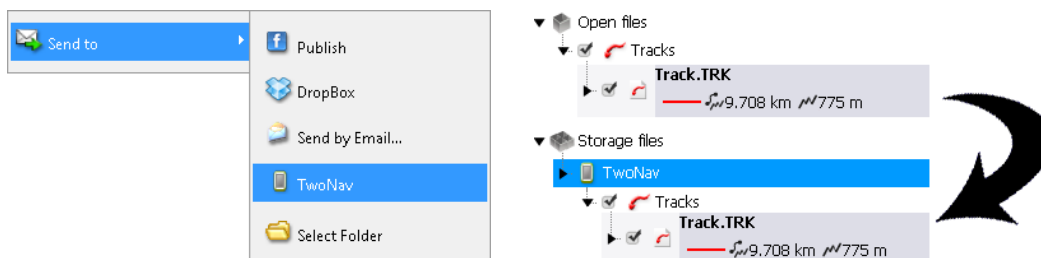 Send to
Publish
DropBox
Send by Email...
TwoNav
Select Folder
Open files
Tracks
Track.TRK
9.708 km 775 m
Storage files
TwoNav
Tracks
Track.TRK
9.708 km 775 m